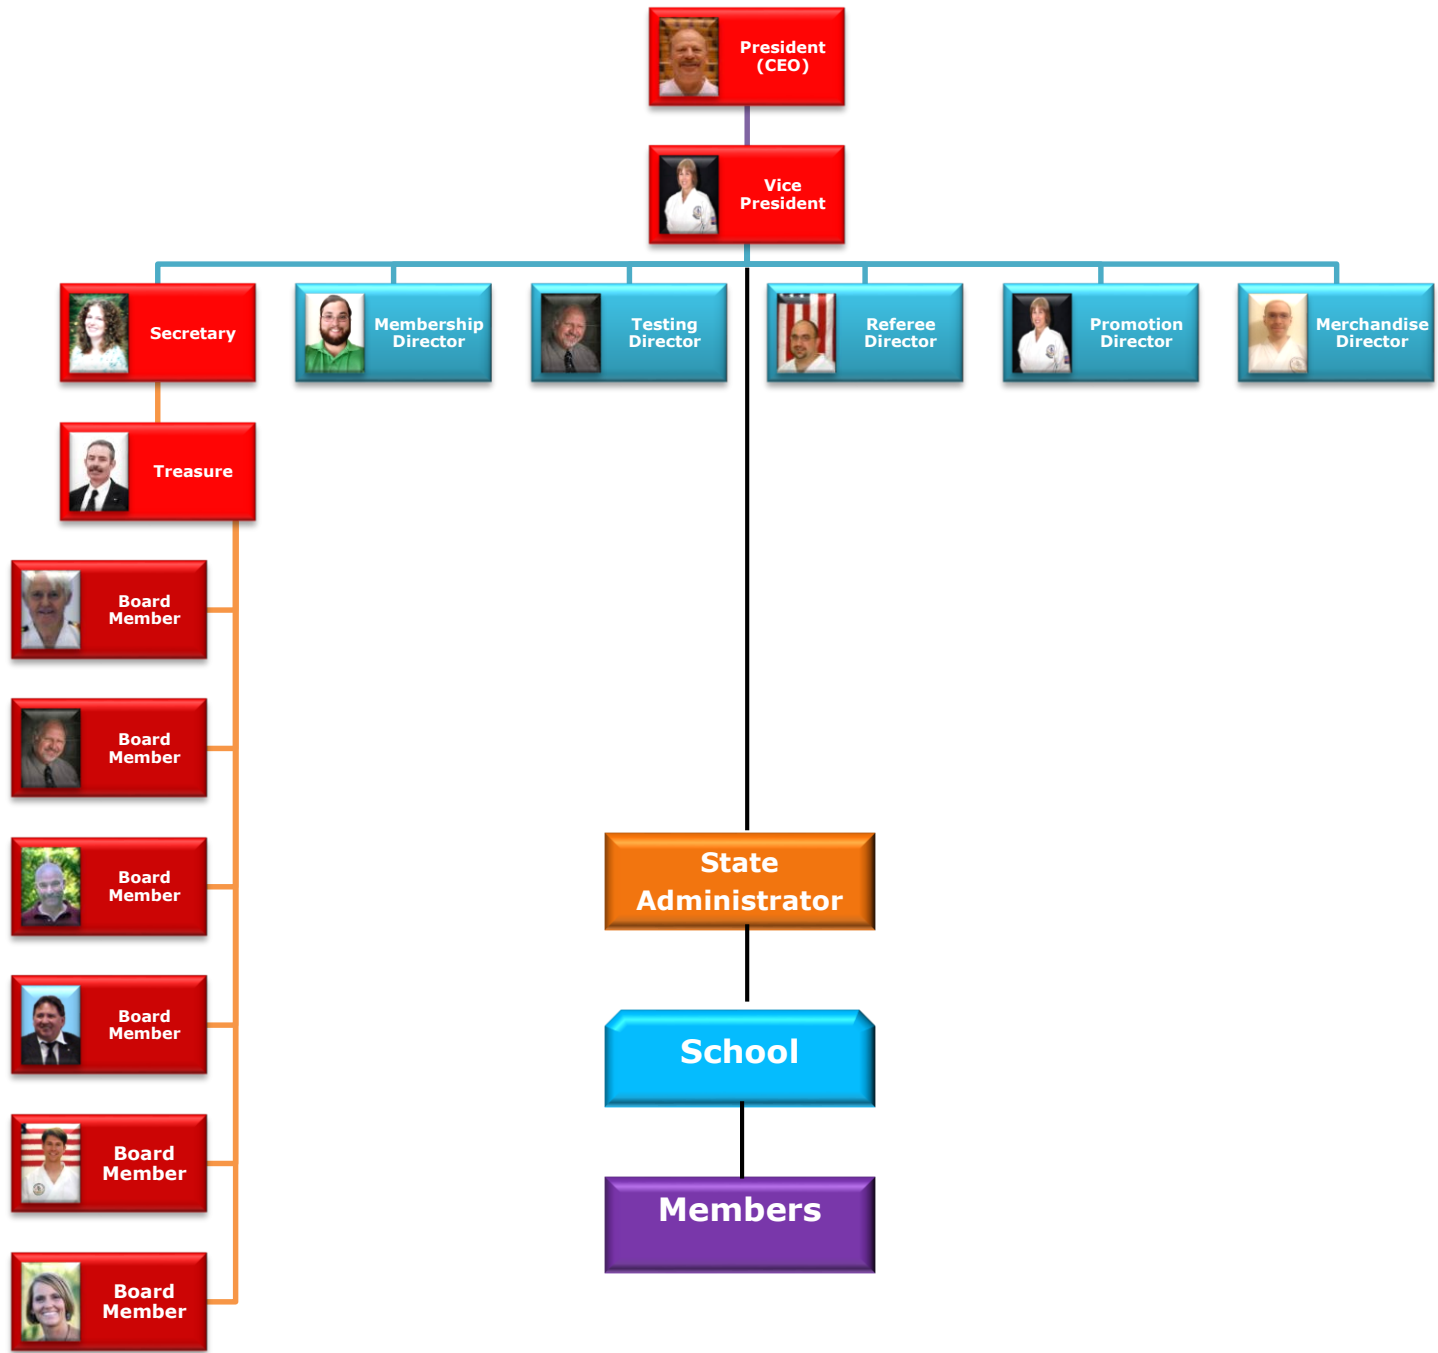 President
(CEO)
Vice
President
Secretary
Membership
Director
Testing
Director
Referee
Director
Promotion
Director
Merchandise
Director
Treasure
Board
Member
Board
Member
Board
Member
Board
Member
Board
Member
Board
Member
State
Administrator
School
Members